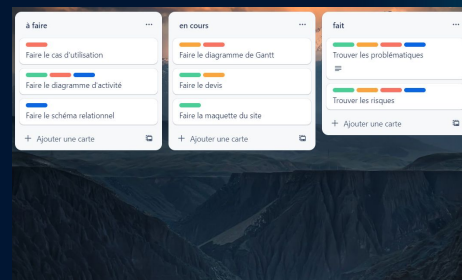 à faire
Faire le cas d'utilisation
Faire le diagramme d'activité
Faire le schéma relationnel
+ Ajouter une carte
en cours
Faire le diagramme de Gantt
Faire le devis
Faire la maquette du site
+ Ajouter une carte
fait
Trouver les problématiques
Trouver les risques
+ Ajouter une carte